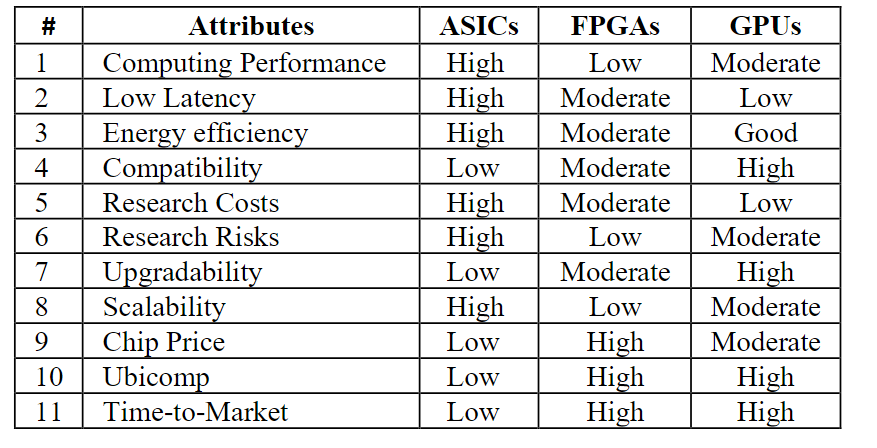 # Attributes ASICs FPGAs GPUs
1 Computing Performance High Low Moderate
2 Low Latency High Moderate Low
3 Energy efficiency High Moderate Good
4 Compatibility Low Moderate High
5 Research Costs High Moderate Low
6 Research Risks High Low Moderate
7 Upgradability Low Moderate High
8 Scalability High Low Moderate
9 Chip Price Low High Moderate
10 Ubicomp Low High High
11 Time-to-Market Low High High